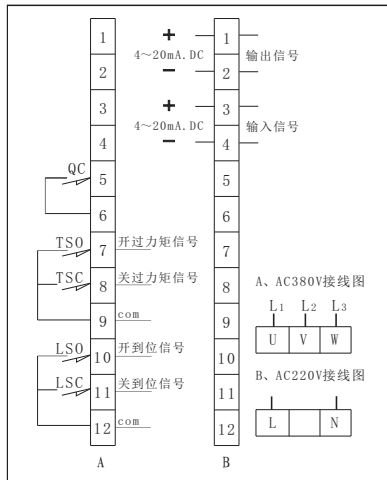 1 + 1
4～20mA.DC 输出信号
2 − 2
3 + 3
4～20mA.DC 输入信号
4 − 4
QC 5 5
6 6
TSO 7 开过力矩信号 7
TSC 8 关过力矩信号 8
A、AC380V接线图
L1 L2 L3
9 com 9
U V W
LSO 10 开到位信号 10
B、AC220V接线图
LSC 11 关到位信号 11
L N
12 com 12
A B